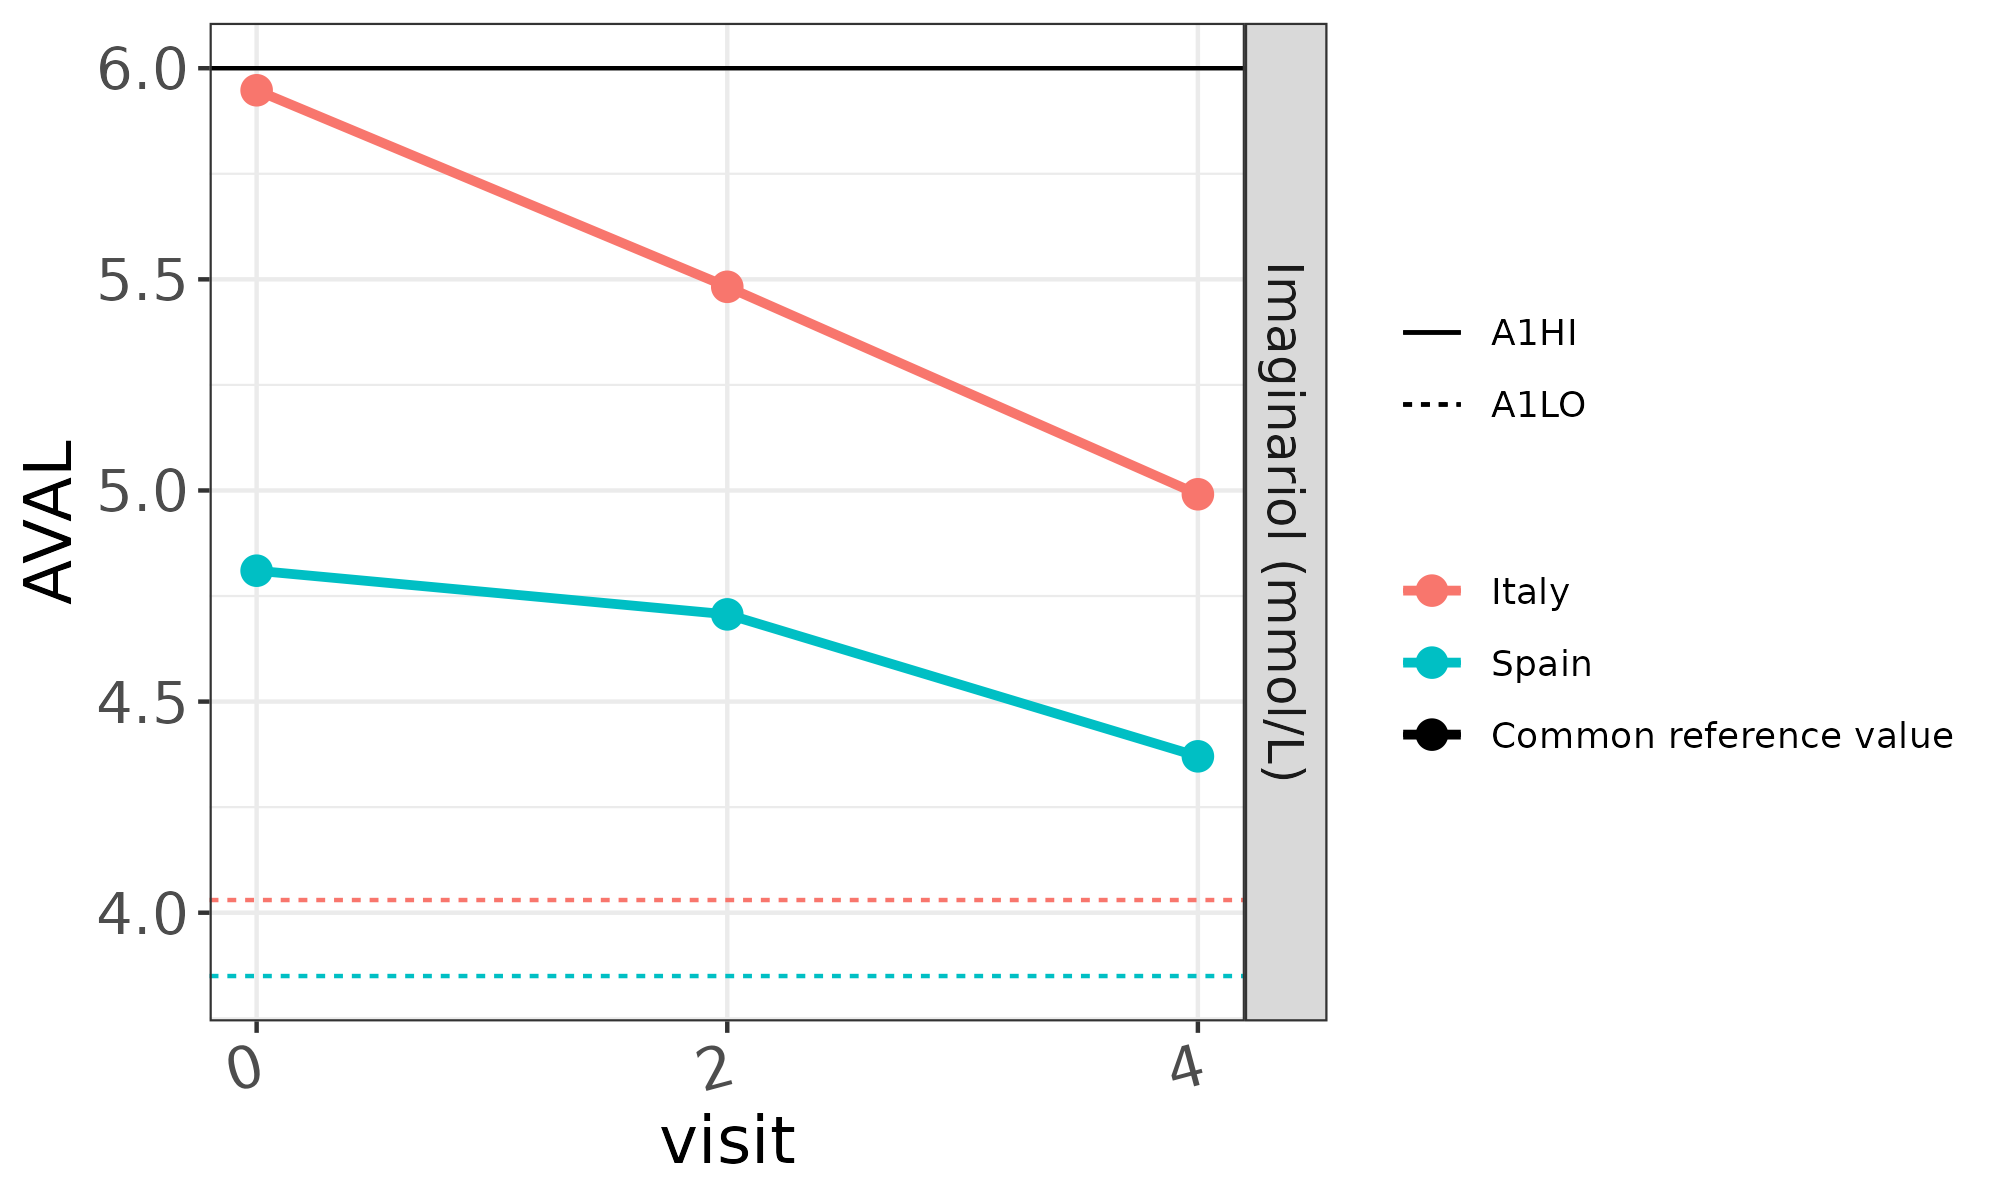 6.0
5.5
5.0
4.5
4.0
AVAL
0
2
4
visit
Imaginariol (mmol/L)
A1HI
A1LO
Italy
Spain
Common reference value